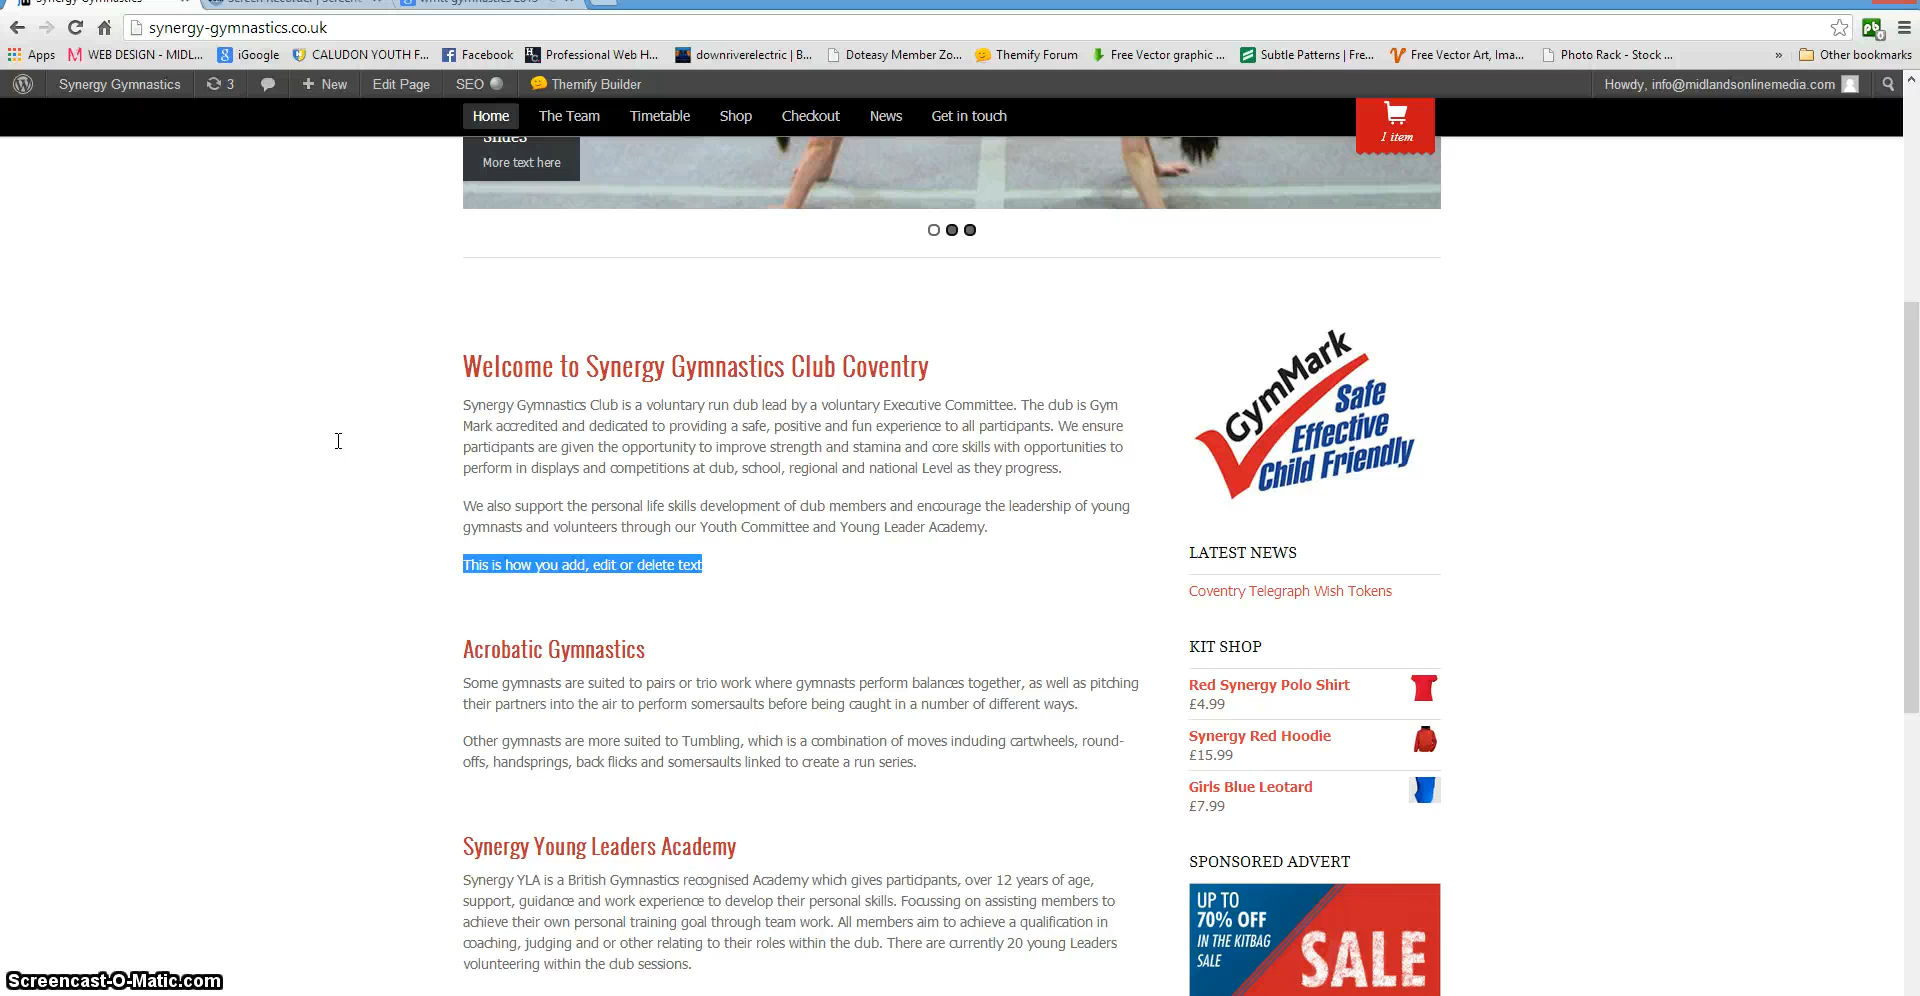 Synergy Gymnastics
Screen Recorder | Screen
wmtt gymnastics 2013
synergy-gymnastics.co.uk
Apps WEB DESIGN - MIDL... iGoogle CALUDON YOUTH F... Facebook Professional Web H... downriverelectric | B... Doteasy Member Zo... Themify Forum Free Vector graphic ... Subtle Patterns | Fre... Free Vector Art, Ima... Photo Rack - Stock ... » Other bookmarks
Synergy Gymnastics 3 + New Edit Page SEO Themify Builder Howdy, info@midlandsonlinemedia.com
Home The Team Timetable Shop Checkout News Get in touch
1 item
Slides
More text here
Welcome to Synergy Gymnastics Club Coventry
Synergy Gymnastics Club is a voluntary run club lead by a voluntary Executive Committee. The club is Gym
Mark accredited and dedicated to providing a safe, positive and fun experience to all participants. We ensure
participants are given the opportunity to improve strength and stamina and core skills with opportunities to
perform in displays and competitions at club, school, regional and national Level as they progress.
We also support the personal life skills development of club members and encourage the leadership of young
gymnasts and volunteers through our Youth Committee and Young Leader Academy.
This is how you add, edit or delete text
Acrobatic Gymnastics
Some gymnasts are suited to pairs or trio work where gymnasts perform balances together, as well as pitching
their partners into the air to perform somersaults before being caught in a number of different ways.
Other gymnasts are more suited to Tumbling, which is a combination of moves including cartwheels, round-
offs, handsprings, back flicks and somersaults linked to create a run series.
Synergy Young Leaders Academy
Synergy YLA is a British Gymnastics recognised Academy which gives participants, over 12 years of age,
support, guidance and work experience to develop their personal skills. Focussing on assisting members to
achieve their own personal training goal through team work. All members aim to achieve a qualification in
coaching, judging and or other relating to their roles within the club. There are currently 20 young Leaders
volunteering within the club sessions.
GymMark
Safe
Effective
Child Friendly
LATEST NEWS
Coventry Telegraph Wish Tokens
KIT SHOP
Red Synergy Polo Shirt
£4.99
Synergy Red Hoodie
£15.99
Girls Blue Leotard
£7.99
SPONSORED ADVERT
UP TO
70% OFF
IN THE KITBAG
SALE
SALE
Screencast-O-Matic.com